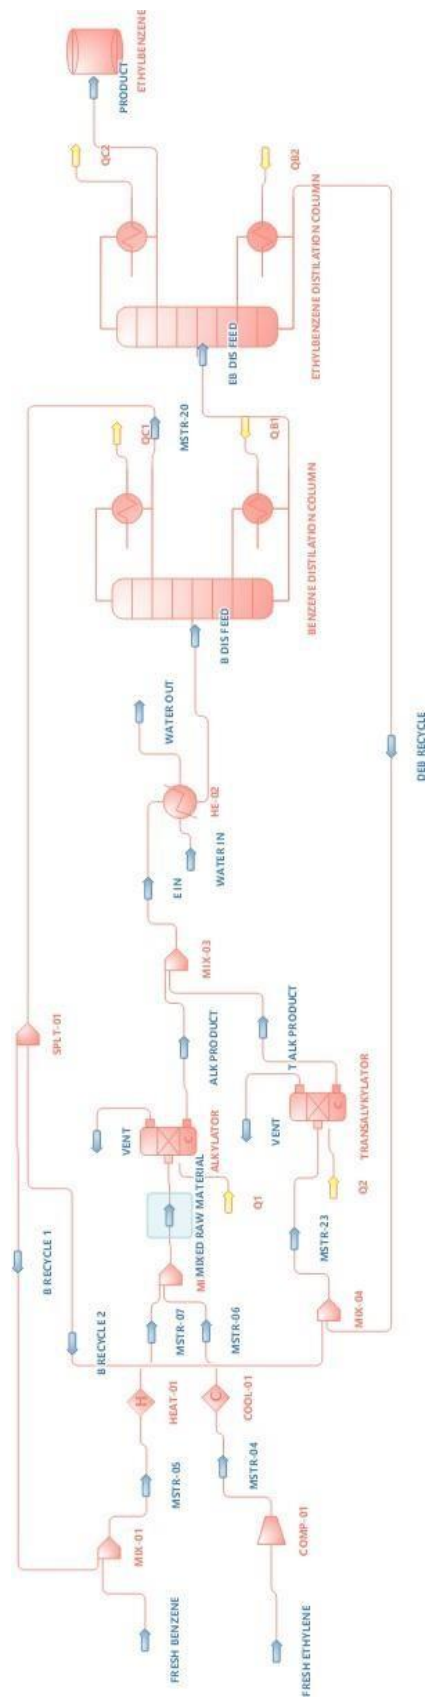 FRESH BENZENE
FRESH ETHYLENE
MIX-01
COMP-01
MSTR-05
MSTR-04
H
HEAT-01
C
COOL-01
B RECYCLE 1
B RECYCLE 2
MSTR-07
MSTR-06
MI
MIXED RAW MATERIAL
MIX-04
MSTR-23
Q1
Q2
VENT
C
ALKYLATOR
VENT
C
TRANSALYKYLATOR
SPLT-01
ALK PRODUCT
T ALK PRODUCT
MIX-03
E IN
WATER IN
HE-02
WATER OUT
B DIS FEED
DEB RECYCLE
BENZENE DISTILATION COLUMN
QC1
QB1
MSTR-20
EB DIS FEED
ETHYLBENZENE DISTILATION COLUMN
QC2
QB2
PRODUCT
ETHYLBENZENE